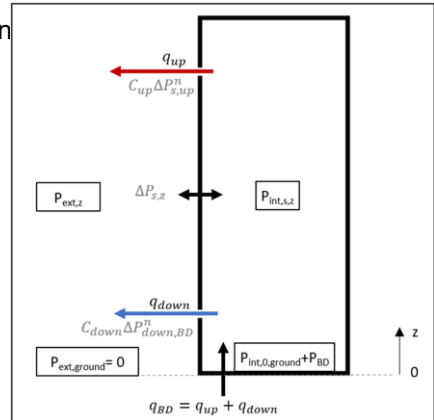 n
q_up
C_up ΔP^n_s,up
P_ext,z
ΔP_s,z
P_int,s,z
q_down
C_down ΔP^n_down,BD
z
P_ext,ground= 0
P_int,0,ground+P_BD
0
q_BD = q_up + q_down